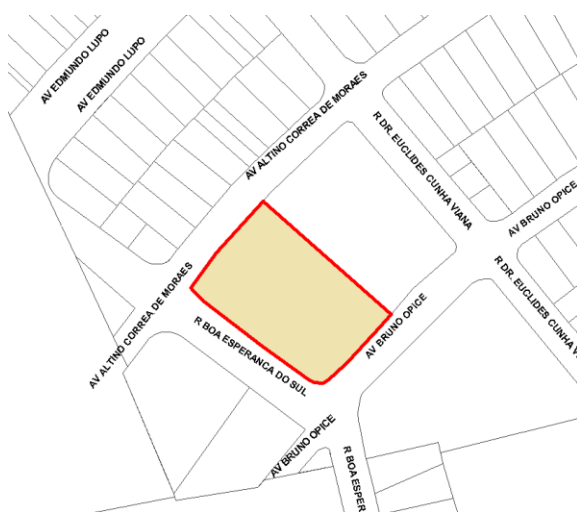 AV EDMUNDO LUPO
AV EDMUNDO LUPO
AV ALTINO CORREA DE MORAES
R DR. EUCLIDES CUNHA VIANA
AV BRUNO OPICE
R DR. EUCLIDES CUNHA VIANA
AV ALTINO CORREA DE MORAES
AV BRUNO OPICE
R BOA ESPERANCA DO SUL
AV BRUNO OPICE
R BOA ESPER